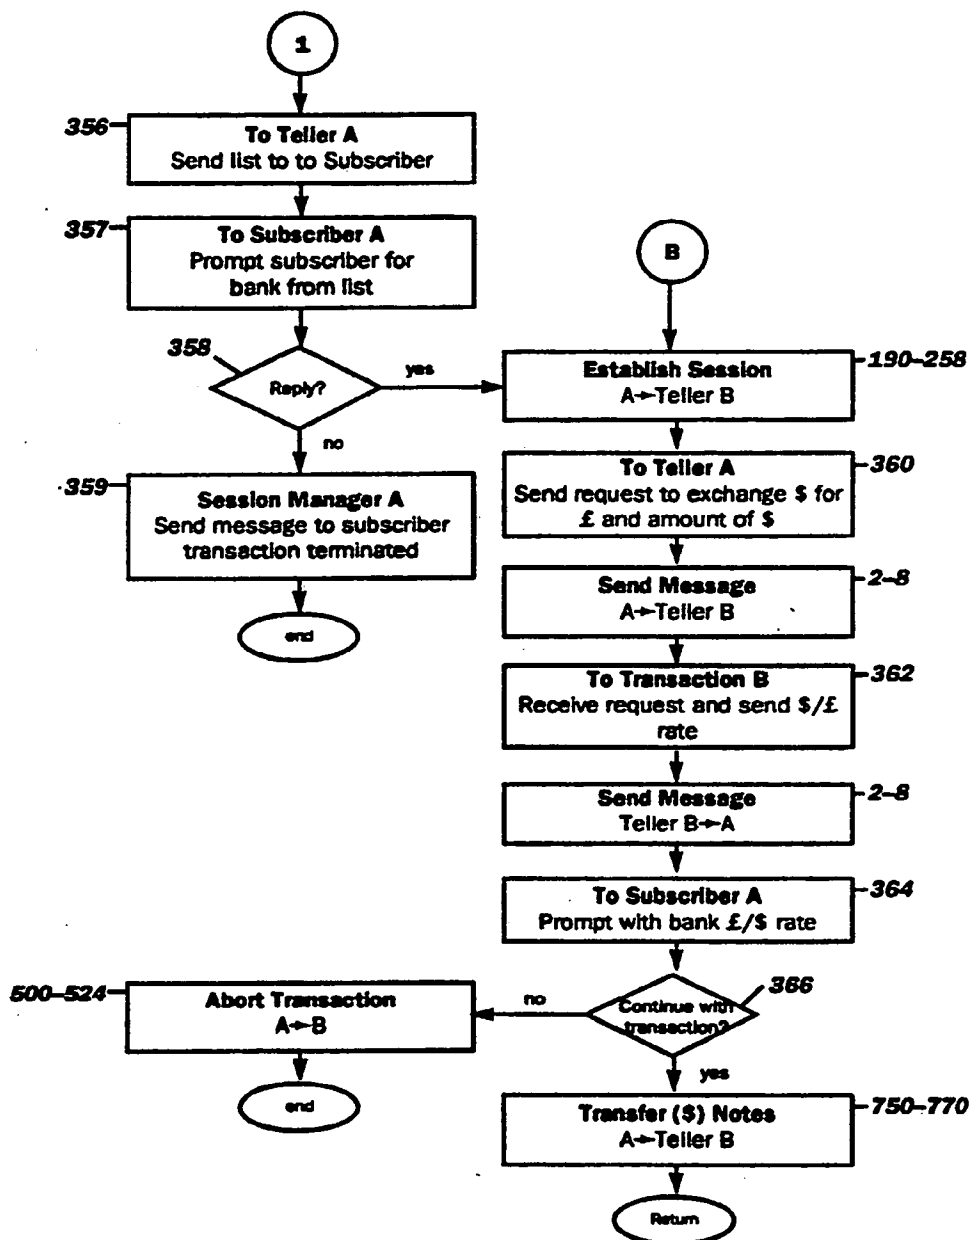 1
356
To Teller A
Send list to to Subscriber
357
To Subscriber A
Prompt subscriber for
bank from list
358
Reply?
yes
no
359
Session Manager A
Send message to subscriber
transaction terminated
end
B
Establish Session
A→Teller B
190–258
To Teller A
Send request to exchange $ for
£ and amount of $
360
Send Message
A→Teller B
2–8
To Transaction B
Receive request and send $/£
rate
362
Send Message
Teller B→A
2–8
To Subscriber A
Prompt with bank £/$ rate
364
Continue with
transaction?
366
no
yes
500–524
Abort Transaction
A→B
end
Transfer ($) Notes
A→Teller B
750–770
Return